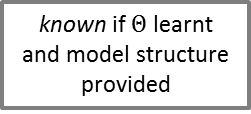 known if Θ learnt
and model structure
provided